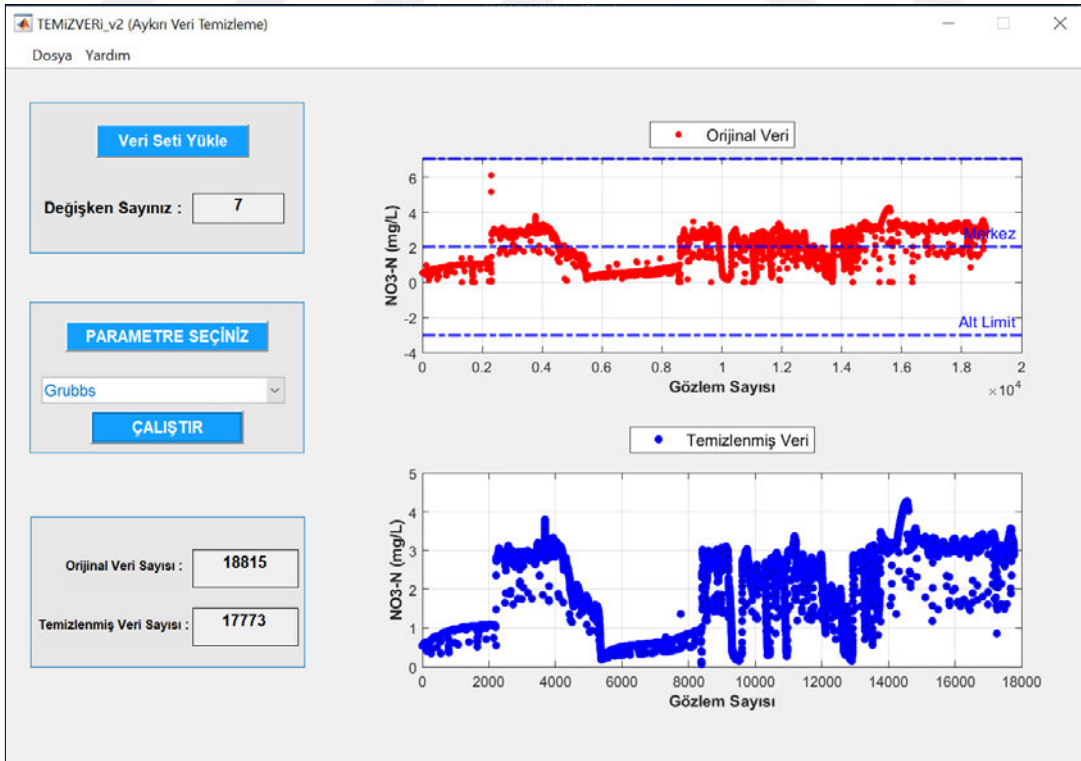 TEMiZVERi_v2 (Aykırı Veri Temizleme)
Dosya Yardım
Veri Seti Yükle
Değişken Sayınız : 7
PARAMETRE SEÇİNİZ
Grubbs
ÇALIŞTIR
Orijinal Veri Sayısı : 18815
Temizlenmiş Veri Sayısı : 17773
Orijinal Veri
NO3-N (mg/L)
6
4
2
0
-2
-4
Merkez
Alt Limit
0 0.2 0.4 0.6 0.8 1 1.2 1.4 1.6 1.8 2
×10⁴
Gözlem Sayısı
Temizlenmiş Veri
NO3-N (mg/L)
5
4
3
2
1
0
0 2000 4000 6000 8000 10000 12000 14000 16000 18000
Gözlem Sayısı